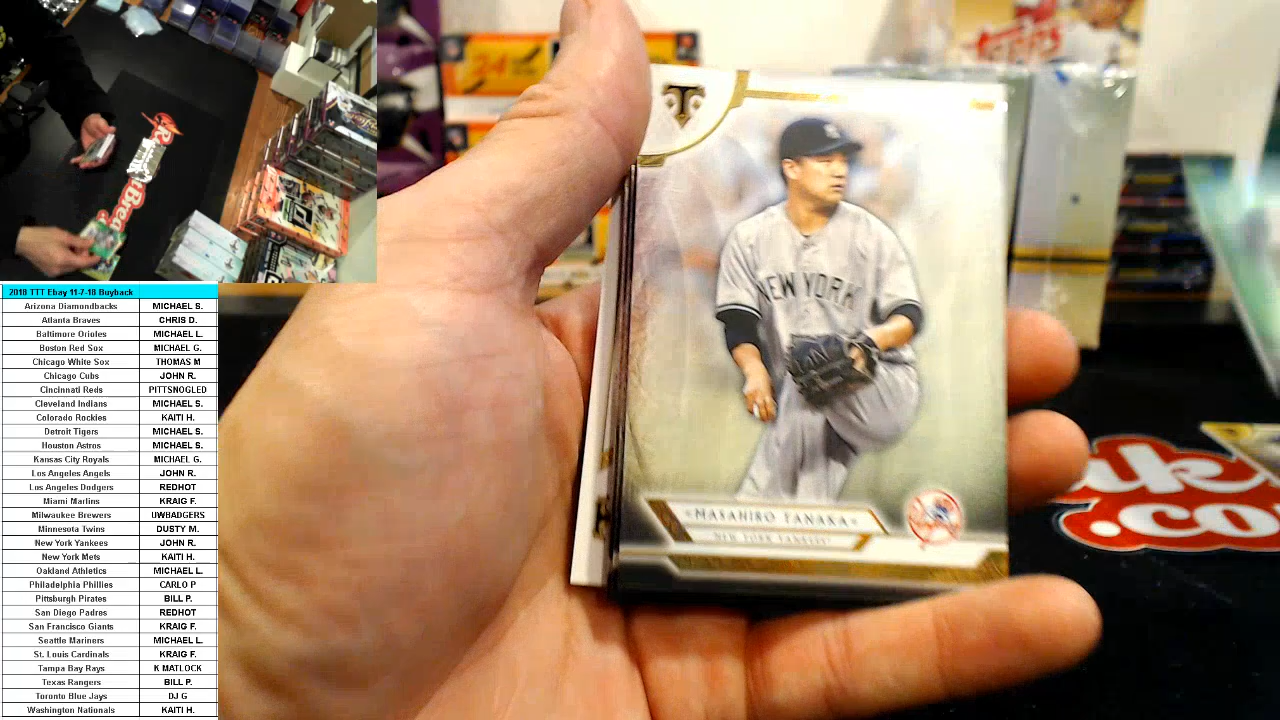 2018 TTT Ebay 11-7-18 Buyback
Arizona Diamondbacks MICHAEL S.
Atlanta Braves CHRIS D.
Baltimore Orioles MICHAEL L.
Boston Red Sox MICHAEL G.
Chicago White Sox THOMAS M
Chicago Cubs JOHN R.
Cincinnati Reds PITTSNOGLED
Cleveland Indians MICHAEL S.
Colorado Rockies KAITI H.
Detroit Tigers MICHAEL S.
Houston Astros MICHAEL S.
Kansas City Royals MICHAEL G.
Los Angeles Angels JOHN R.
Los Angeles Dodgers REDHOT
Miami Marlins KRAIG F.
Milwaukee Brewers UWBADGERS
Minnesota Twins DUSTY M.
New York Yankees JOHN R.
New York Mets KAITI H.
Oakland Athletics MICHAEL L.
Philadelphia Phillies CARLO P
Pittsburgh Pirates BILL P.
San Diego Padres REDHOT
San Francisco Giants KRAIG F.
Seattle Mariners MICHAEL L.
St. Louis Cardinals KRAIG F.
Tampa Bay Rays K MATLOCK
Texas Rangers BILL P.
Toronto Blue Jays DJ G
Washington Nationals KAITI H.
topps
24
T
NEW YORK
MASAHIRO TANAKA
NEW YORK YANKEES
ak
.co